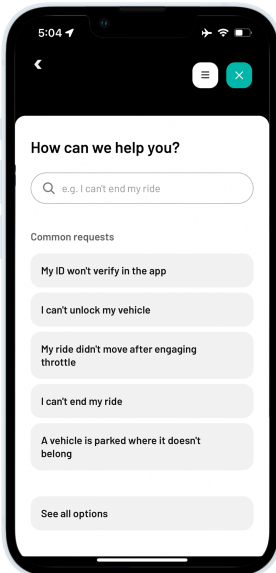 5:04
How can we help you?
e.g. I can't end my ride
Common requests
My ID won't verify in the app
I can't unlock my vehicle
My ride didn't move after engaging
throttle
I can't end my ride
A vehicle is parked where it doesn't
belong
See all options